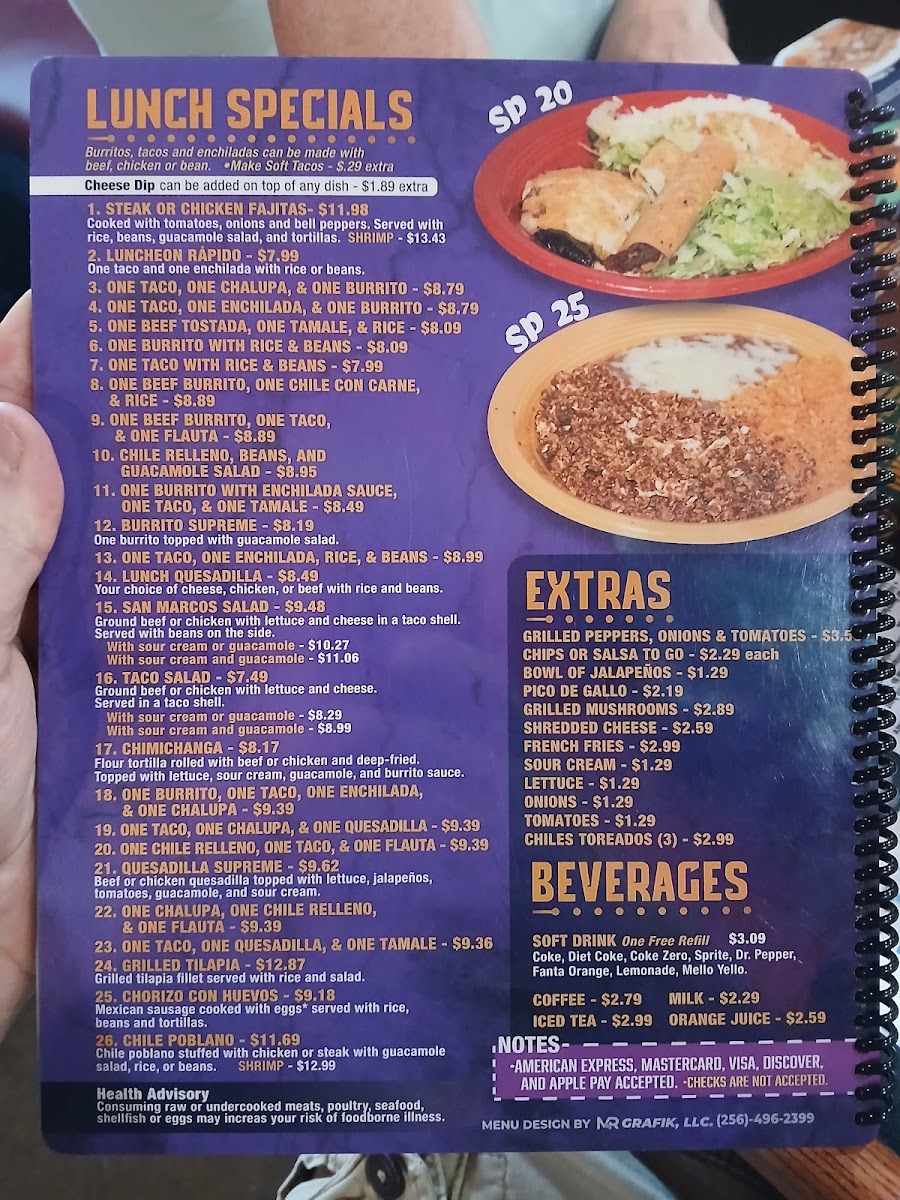 LUNCH SPECIALS
Burritos, tacos and enchiladas can be made with
beef, chicken or bean. •Make Soft Tacos - $.29 extra
Cheese Dip can be added on top of any dish - $1.89 extra
1. STEAK OR CHICKEN FAJITAS- $11.98
Cooked with tomatoes, onions and bell peppers. Served with
rice, beans, guacamole salad, and tortillas. SHRIMP - $13.43
2. LUNCHEON RÁPIDO - $7.99
One taco and one enchilada with rice or beans.
3. ONE TACO, ONE CHALUPA, & ONE BURRITO - $8.79
4. ONE TACO, ONE ENCHILADA, & ONE BURRITO - $8.79
5. ONE BEEF TOSTADA, ONE TAMALE, & RICE - $8.09
6. ONE BURRITO WITH RICE & BEANS - $8.09
7. ONE TACO WITH RICE & BEANS - $7.99
8. ONE BEEF BURRITO, ONE CHILE CON CARNE,
& RICE - $8.89
9. ONE BEEF BURRITO, ONE TACO,
& ONE FLAUTA - $8.89
10. CHILE RELLENO, BEANS, AND
GUACAMOLE SALAD - $8.95
11. ONE BURRITO WITH ENCHILADA SAUCE,
ONE TACO, & ONE TAMALE - $8.49
12. BURRITO SUPREME - $8.19
One burrito topped with guacamole salad.
13. ONE TACO, ONE ENCHILADA, RICE, & BEANS - $8.99
14. LUNCH QUESADILLA - $8.49
Your choice of cheese, chicken, or beef with rice and beans.
15. SAN MARCOS SALAD - $9.48
Ground beef or chicken with lettuce and cheese in a taco shell.
Served with beans on the side.
With sour cream or guacamole - $10.27
With sour cream and guacamole - $11.06
16. TACO SALAD - $7.49
Ground beef or chicken with lettuce and cheese.
Served in a taco shell.
With sour cream or guacamole - $8.29
With sour cream and guacamole - $8.99
17. CHIMICHANGA - $8.17
Flour tortilla rolled with beef or chicken and deep-fried.
Topped with lettuce, sour cream, guacamole, and burrito sauce.
18. ONE BURRITO, ONE TACO, ONE ENCHILADA,
& ONE CHALUPA - $9.39
19. ONE TACO, ONE CHALUPA, & ONE QUESADILLA - $9.39
20. ONE CHILE RELLENO, ONE TACO, & ONE FLAUTA - $9.39
21. QUESADILLA SUPREME - $9.62
Beef or chicken quesadilla topped with lettuce, jalapeños,
tomatoes, guacamole, and sour cream.
22. ONE CHALUPA, ONE CHILE RELLENO,
& ONE FLAUTA - $9.39
23. ONE TACO, ONE QUESADILLA, & ONE TAMALE - $9.36
24. GRILLED TILAPIA - $12.87
Grilled tilapia fillet served with rice and salad.
25. CHORIZO CON HUEVOS - $9.18
Mexican sausage cooked with eggs* served with rice,
beans and tortillas.
26. CHILE POBLANO - $11.69
Chile poblano stuffed with chicken or steak with guacamole
salad, rice, or beans. SHRIMP - $12.99
Health Advisory
Consuming raw or undercooked meats, poultry, seafood,
shellfish or eggs may increas your risk of foodborne illness.
SP 20
SP 25
EXTRAS
GRILLED PEPPERS, ONIONS & TOMATOES -
CHIPS OR SALSA TO GO - $2.29 each
BOWL OF JALAPEÑOS - $1.29
PICO DE GALLO - $2.19
GRILLED MUSHROOMS - $2.89
SHREDDED CHEESE - $2.59
FRENCH FRIES - $2.99
SOUR CREAM - $1.29
LETTUCE - $1.29
ONIONS - $1.29
TOMATOES - $1.29
CHILES TOREADOS (3) - $2.99
BEVERAGES
SOFT DRINK One Free Refill $3.09
Coke, Diet Coke, Coke Zero, Sprite, Dr. Pepper,
Fanta Orange, Lemonade, Mello Yello.
COFFEE - $2.79 MILK - $2.29
ICED TEA - $2.99 ORANGE JUICE - $2.59
NOTES
-AMERICAN EXPRESS, MASTERCARD, VISA, DISCOVER,
AND APPLE PAY ACCEPTED. -CHECKS ARE NOT ACCEPTED.
MENU DESIGN BY MR GRAFIK, LLC. (256)-496-2399